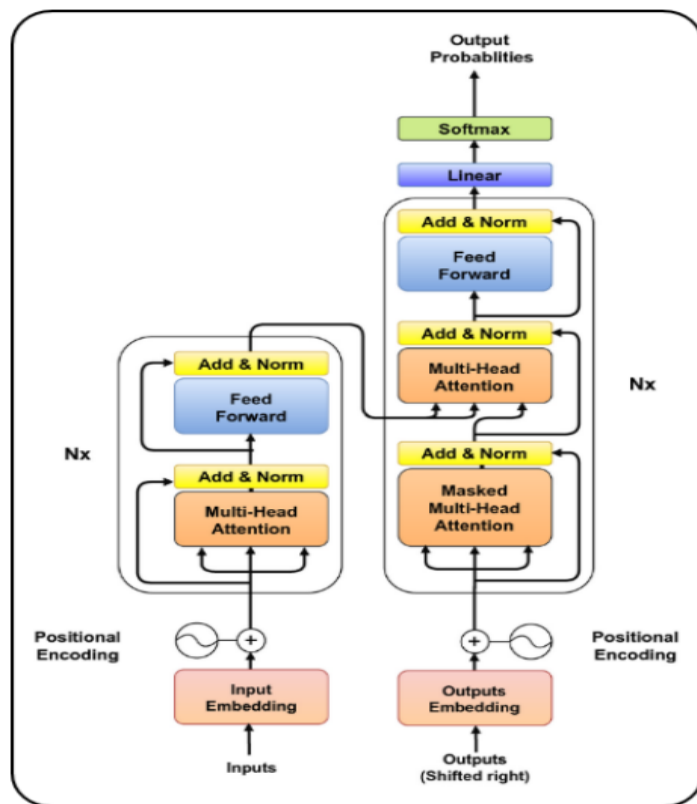 Output
Probablities
Softmax
Linear
Add & Norm
Feed
Forward
Add & Norm
Multi-Head
Attention
Nx
Add & Norm
Masked
Multi-Head
Attention
Add & Norm
Feed
Forward
Nx
Add & Norm
Multi-Head
Attention
Positional
Encoding
+
+
Positional
Encoding
Input
Embedding
Outputs
Embedding
Inputs
Outputs
(Shifted right)